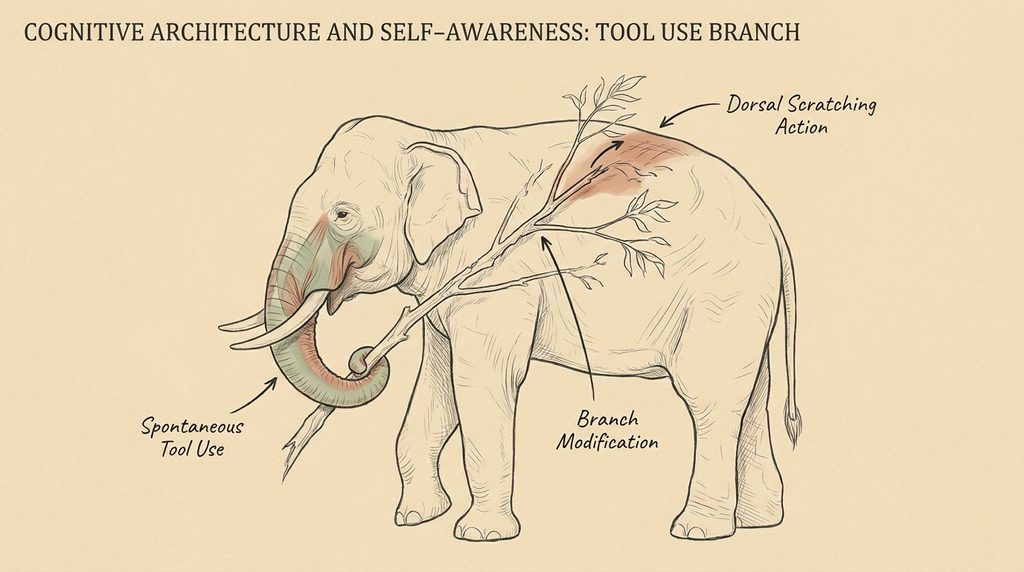 COGNITIVE ARCHITECTURE AND SELF-AWARENESS: TOOL USE BRANCH
Dorsal Scratching
Action
Spontaneous
Tool Use
Branch
Modification